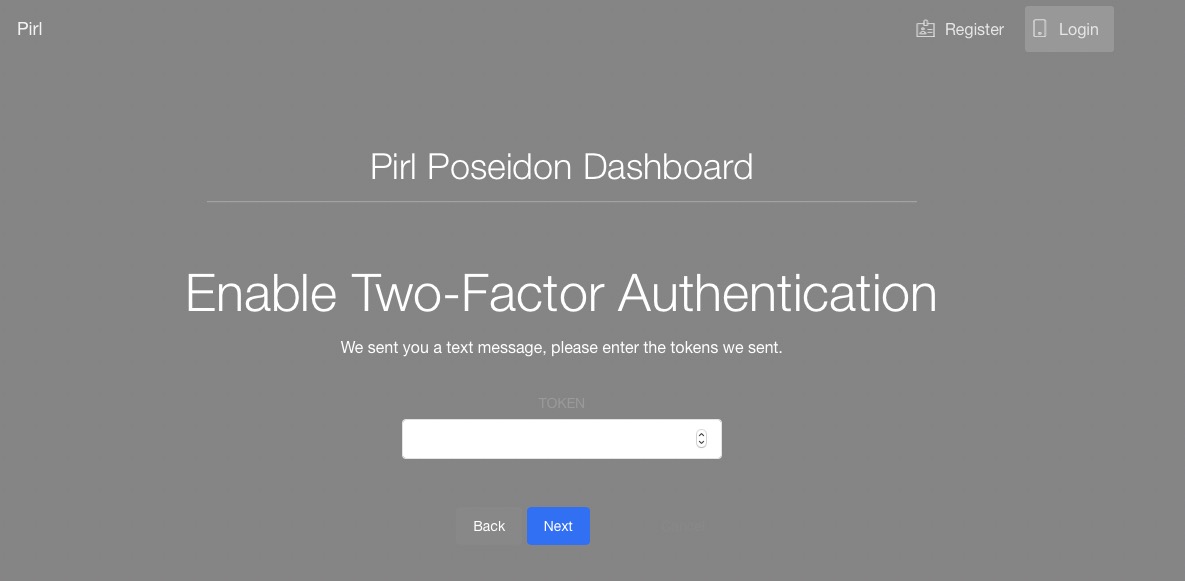 Pirl
Register
Login
Pirl Poseidon Dashboard
Enable Two-Factor Authentication
We sent you a text message, please enter the tokens we sent.
TOKEN
Back
Next